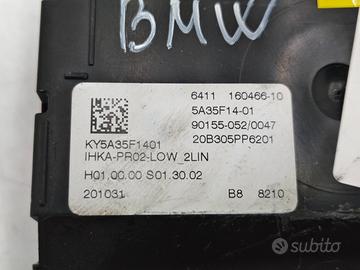 BMW
6411 160466-10
5A35F14-01
90155-052/0047
KY5A35F1401 20B305PP6201
IHKA-PR02-LOW_2LIN
H01.00.00 S01.30.02
201031 B8 8210
subito